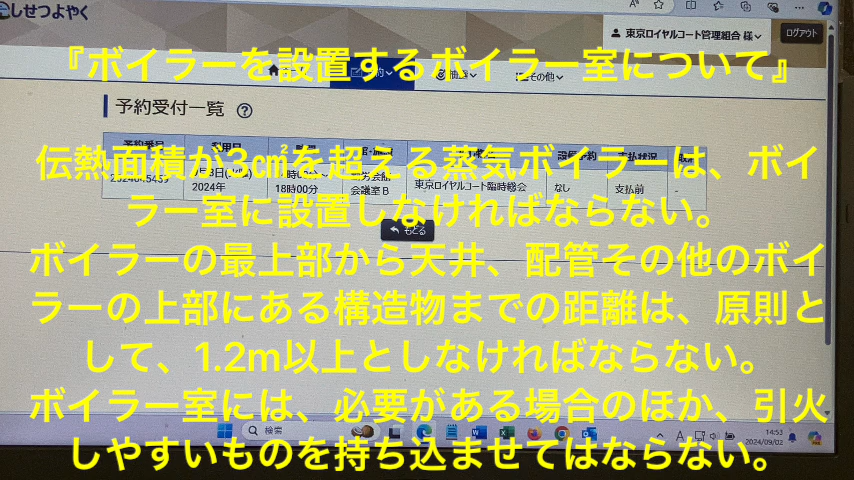 しせつよやく
東京ロイヤルコート管理組合 様
ログアウト
『ボイラーを設置するボイラー室について』
その他
予約受付一覧
伝熱面積が3㎠を超える蒸気ボイラーは、ボイ
ラー室に設置しなければならない。
2024年
18時00分
会議室B
東京ロイヤルコート臨時総会
なし
支払前
-
もどる
ボイラーの最上部から天井、配管その他のボイ
ラーの上部にある構造物までの距離は、原則と
して、1.2m以上としなければならない。
ボイラー室には、必要がある場合のほか、引火
しやすいものを持ち込ませてはならない。
検索
14:53
2024/09/02